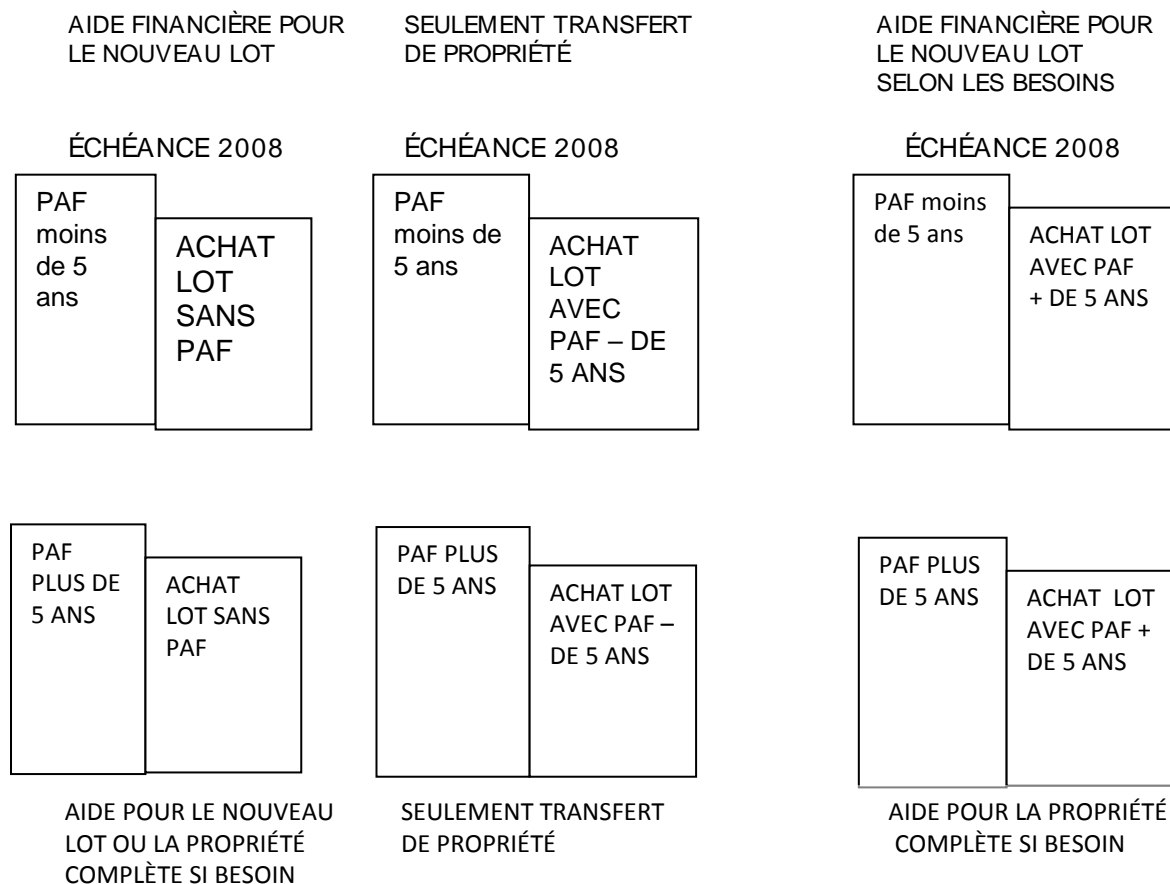 AIDE FINANCIÈRE POUR
LE NOUVEAU LOT
SEULEMENT TRANSFERT
DE PROPRIÉTÉ
AIDE FINANCIÈRE POUR
LE NOUVEAU LOT
SELON LES BESOINS
ÉCHÉANCE 2008
ÉCHÉANCE 2008
ÉCHÉANCE 2008
PAF
moins
de 5
ans
ACHAT
LOT
SANS
PAF
PAF
moins de
5 ans
ACHAT
LOT
AVEC
PAF – DE
5 ANS
PAF moins
de 5 ans
ACHAT LOT
AVEC PAF
+ DE 5 ANS
PAF
PLUS DE
5 ANS
ACHAT
LOT SANS
PAF
PAF PLUS
DE 5 ANS
ACHAT LOT
AVEC PAF –
DE 5 ANS
PAF PLUS
DE 5 ANS
ACHAT LOT
AVEC PAF +
DE 5 ANS
AIDE POUR LE NOUVEAU
LOT OU LA PROPRIÉTÉ
COMPLÈTE SI BESOIN
SEULEMENT TRANSFERT
DE PROPRIÉTÉ
AIDE POUR LA PROPRIÉTÉ
COMPLÈTE SI BESOIN